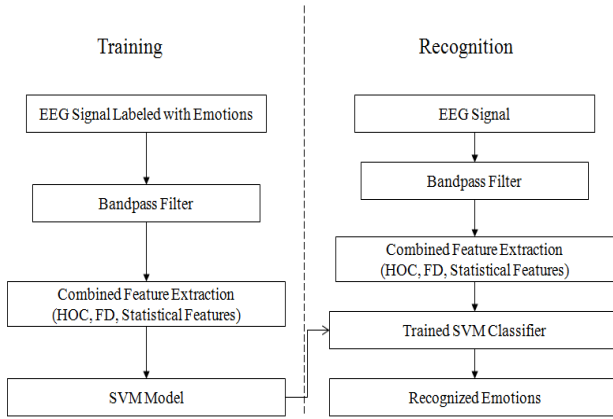 Training
EEG Signal Labeled with Emotions
Bandpass Filter
Combined Feature Extraction
(HOC, FD, Statistical Features)
SVM Model
Recognition
EEG Signal
Bandpass Filter
Combined Feature Extraction
(HOC, FD, Statistical Features)
Trained SVM Classifier
Recognized Emotions